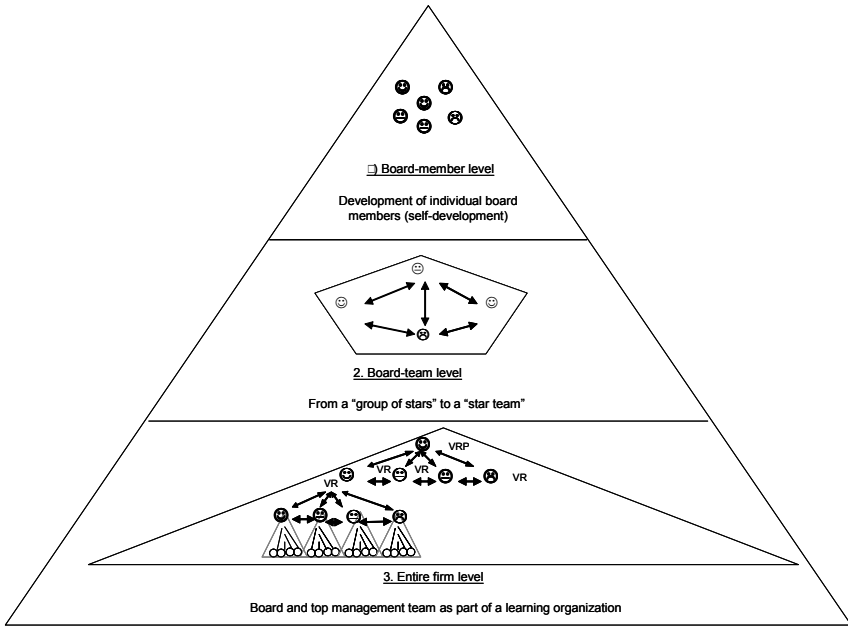 □) Board-member level
Development of individual board
members (self-development)
2. Board-team level
From a “group of stars” to a “star team”
VRP
VR VR VR
VR
3. Entire firm level
Board and top management team as part of a learning organization